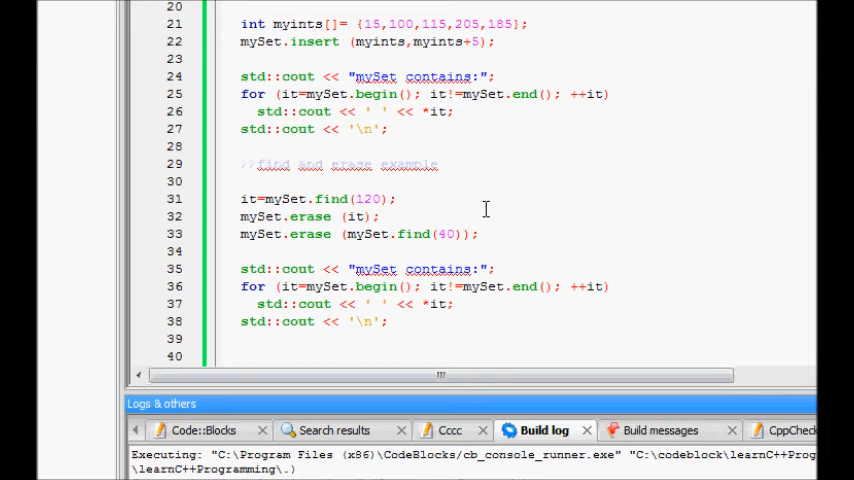 20
21 int myints[]= {15,100,115,205,185};
22 mySet.insert (myints,myints+5);
23
24 std::cout << "mySet contains:";
25 for (it=mySet.begin(); it!=mySet.end(); ++it)
26 std::cout << ' ' << *it;
27 std::cout << '\n';
28
29 //find and erase example
30
31 it=mySet.find(120);
32 mySet.erase (it);
33 mySet.erase (mySet.find(40));
34
35 std::cout << "mySet contains:";
36 for (it=mySet.begin(); it!=mySet.end(); ++it)
37 std::cout << ' ' << *it;
38 std::cout << '\n';
39
40
Logs & others
Code::Blocks Search results Cccc Build log Build messages CppChec
Executing: "C:\Program Files (x86)\CodeBlocks/cb_console_runner.exe" "C:\codeblock\learnC++Prog
\learnC++Programming\.)